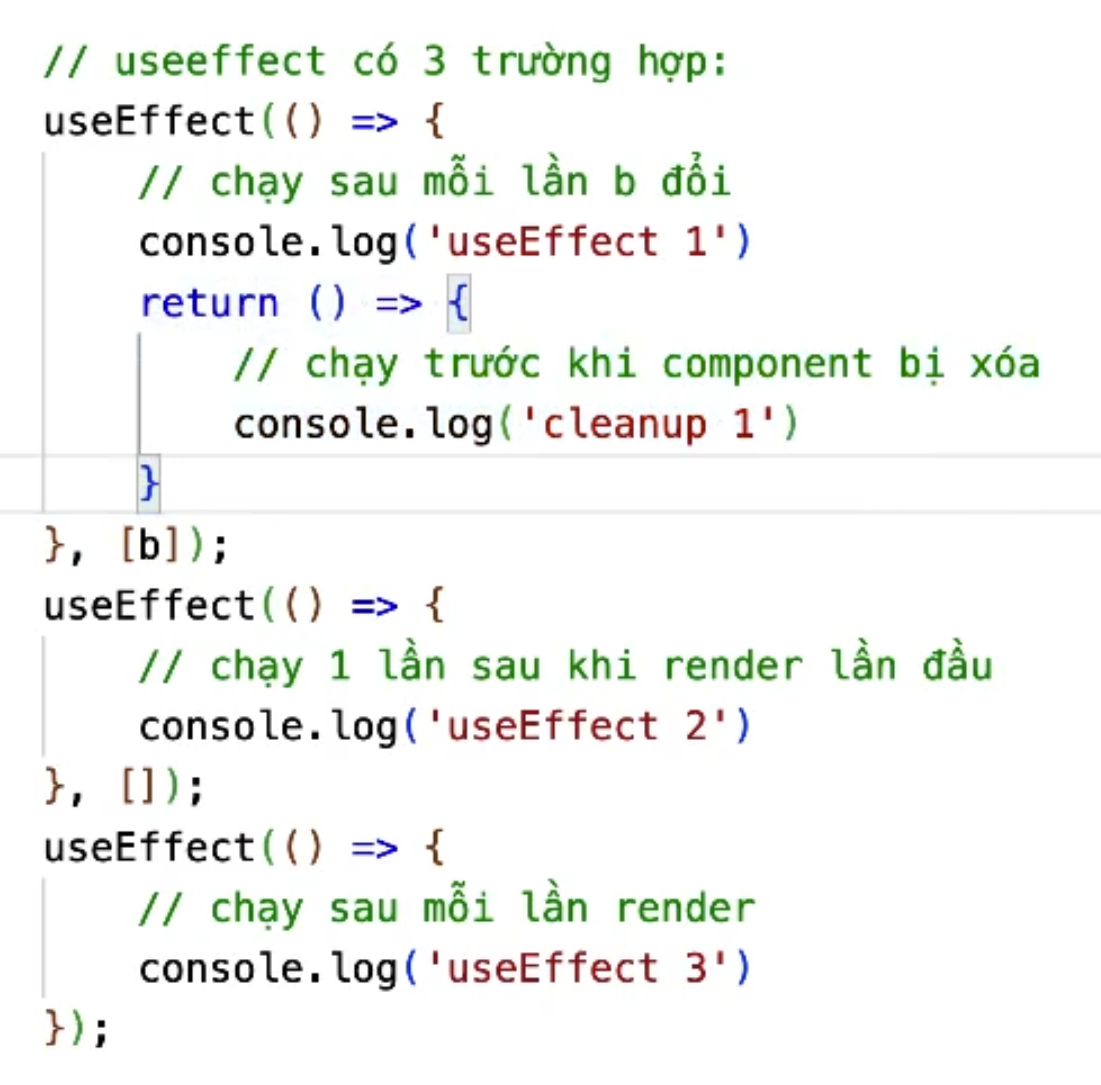 // useeffect có 3 trường hợp:
useEffect(() => {
    // chạy sau mỗi lần b đổi
    console.log('useEffect 1')
    return () => {
        // chạy trước khi component bị xóa
        console.log('cleanup 1')
    }
}, [b]);
useEffect(() => {
    // chạy 1 lần sau khi render lần đầu
    console.log('useEffect 2')
}, []);
useEffect(() => {
    // chạy sau mỗi lần render
    console.log('useEffect 3')
});